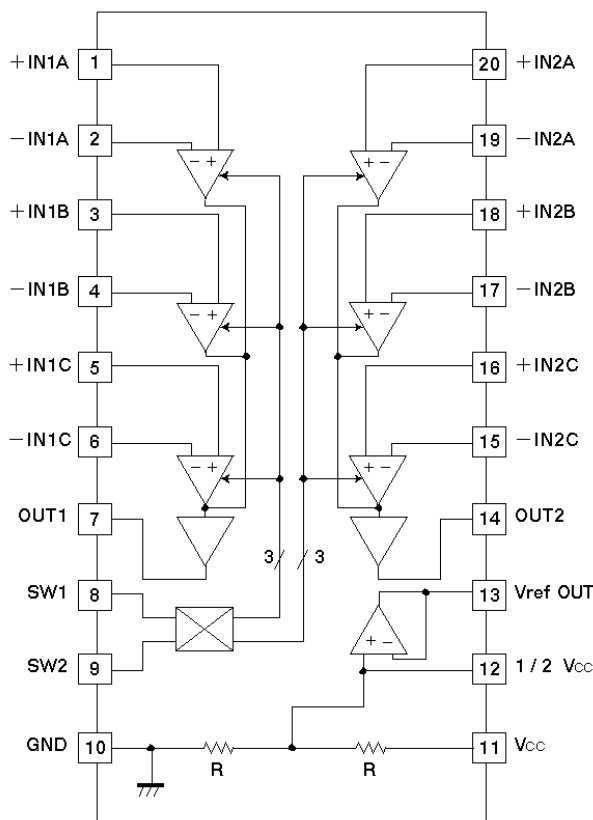 +IN1A 1 20 +IN2A
−IN1A 2 19 −IN2A
− + + −
+IN1B 3 18 +IN2B
−IN1B 4 17 −IN2B
− + + −
+IN1C 5 16 +IN2C
−IN1C 6 15 −IN2C
− + + −
OUT1 7 14 OUT2
3 3
SW1 8 13 Vref OUT
+ −
SW2 9 12 1 / 2 VCC
GND 10 11 VCC
R R